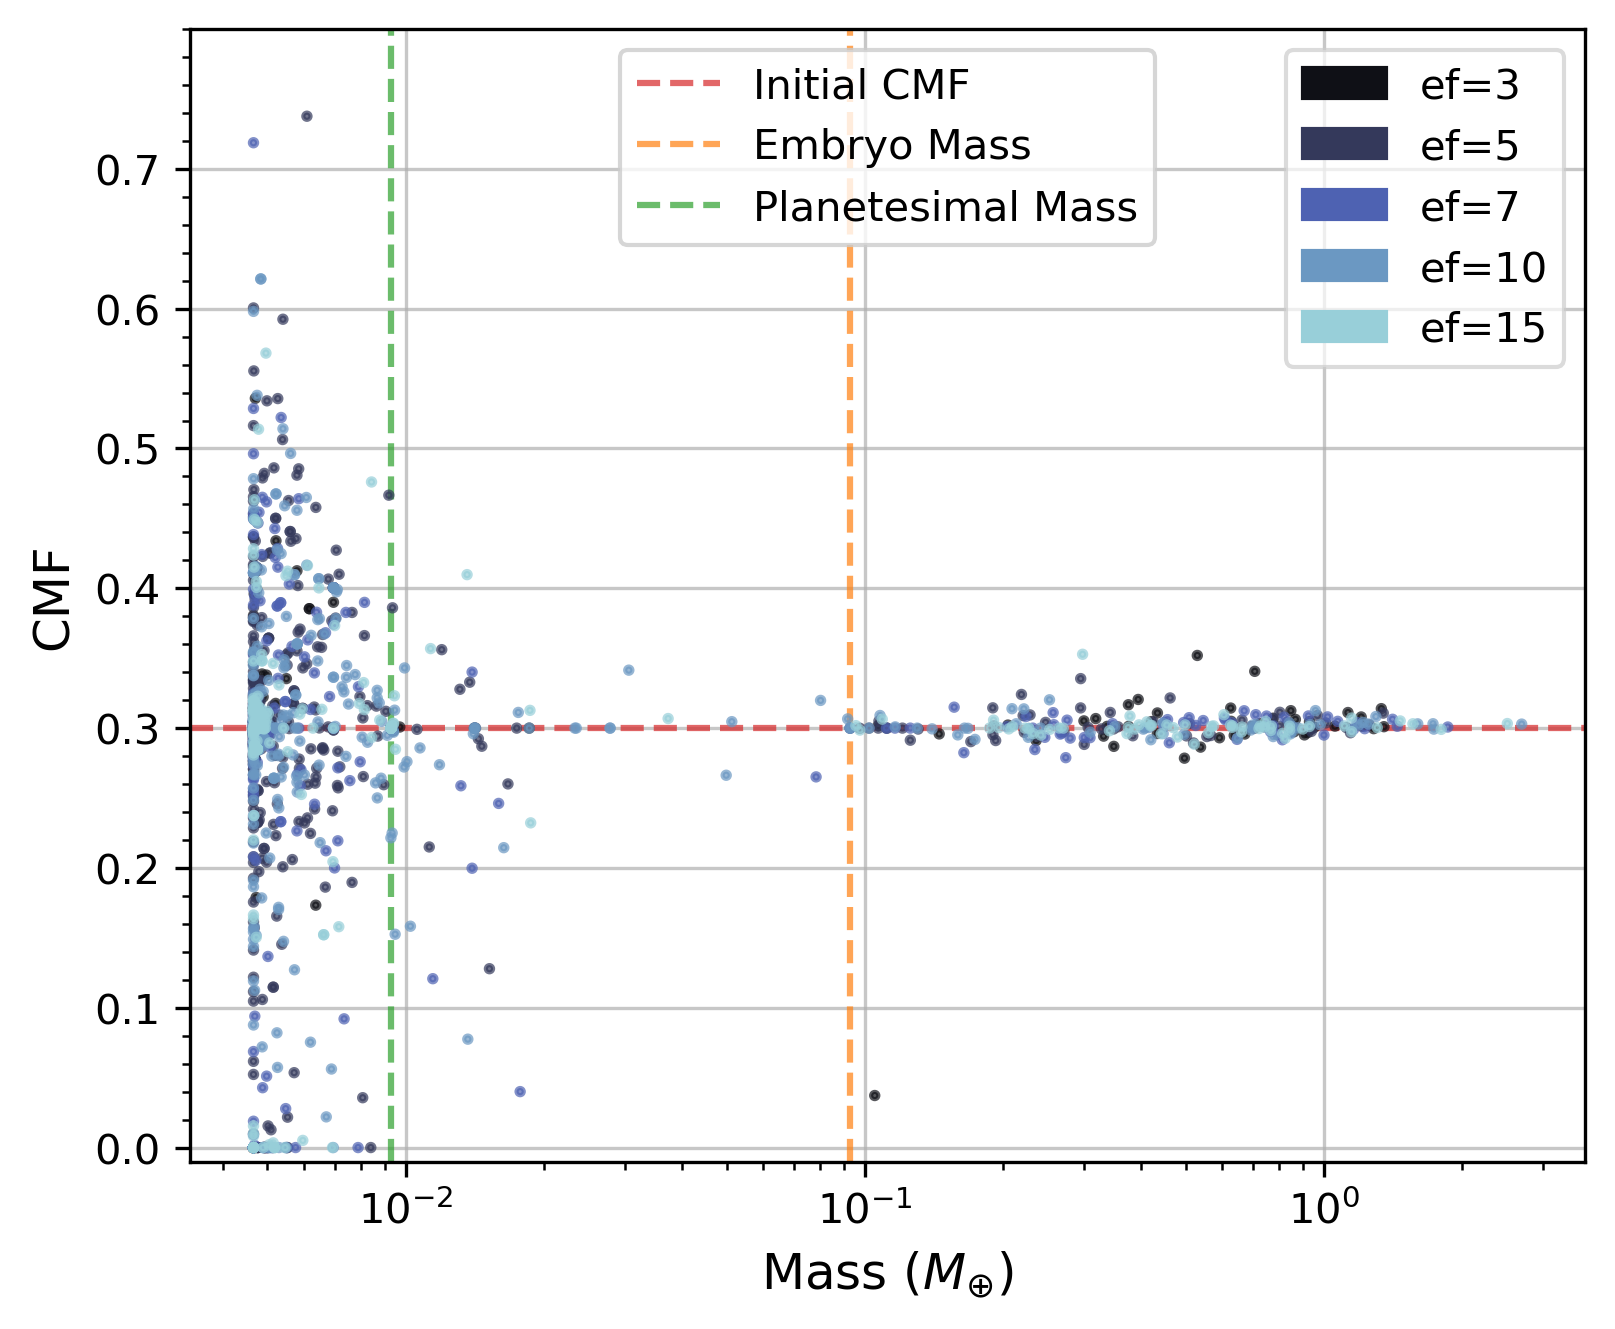 Initial CMF
Embryo Mass
Planetesimal Mass
ef=3
ef=5
ef=7
ef=10
ef=15
CMF
0.7
0.6
0.5
0.4
0.3
0.2
0.1
0.0
10⁻²
10⁻¹
10⁰
Mass (M⊕)